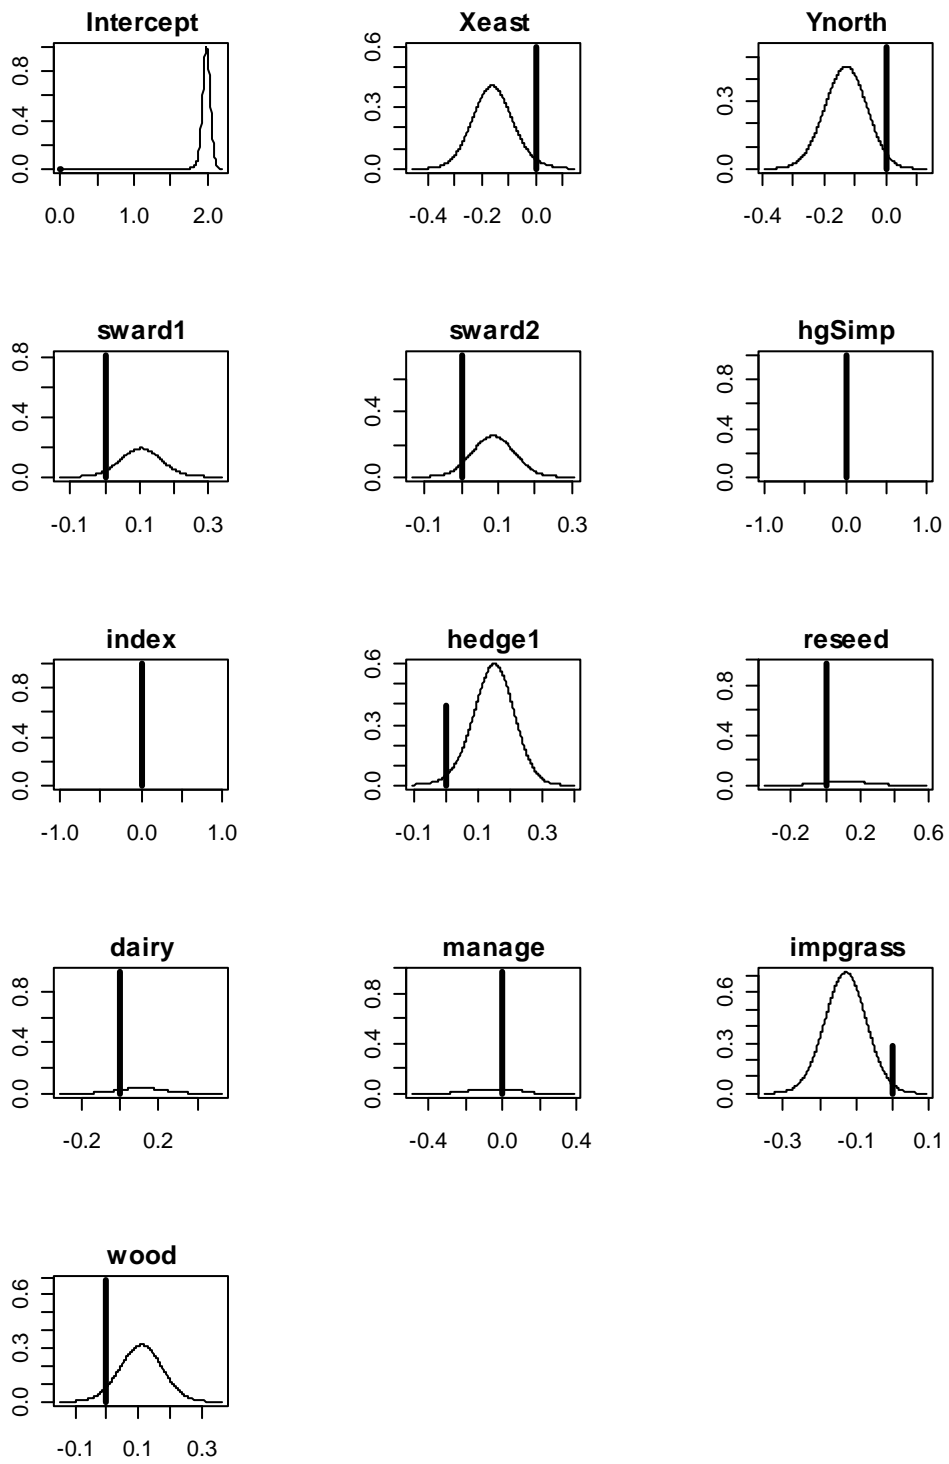 Intercept
0.0 0.4 0.8
0.0 1.0 2.0
Xeast
0.0 0.3 0.6
-0.4 -0.2 0.0
Ynorth
0.0 0.3
-0.4 -0.2 0.0
sward1
0.0 0.4 0.8
-0.1 0.1 0.3
sward2
0.0 0.4
-0.1 0.1 0.3
hgSimp
0.0 0.4 0.8
-1.0 0.0 1.0
index
0.0 0.4 0.8
-1.0 0.0 1.0
hedge1
0.0 0.3 0.6
-0.1 0.1 0.3
reseed
0.0 0.4 0.8
-0.2 0.2 0.6
dairy
0.0 0.4 0.8
-0.2 0.2
manage
0.0 0.4 0.8
-0.4 0.0 0.4
impgrass
0.0 0.3 0.6
-0.3 -0.1 0.1
wood
0.0 0.3 0.6
-0.1 0.1 0.3